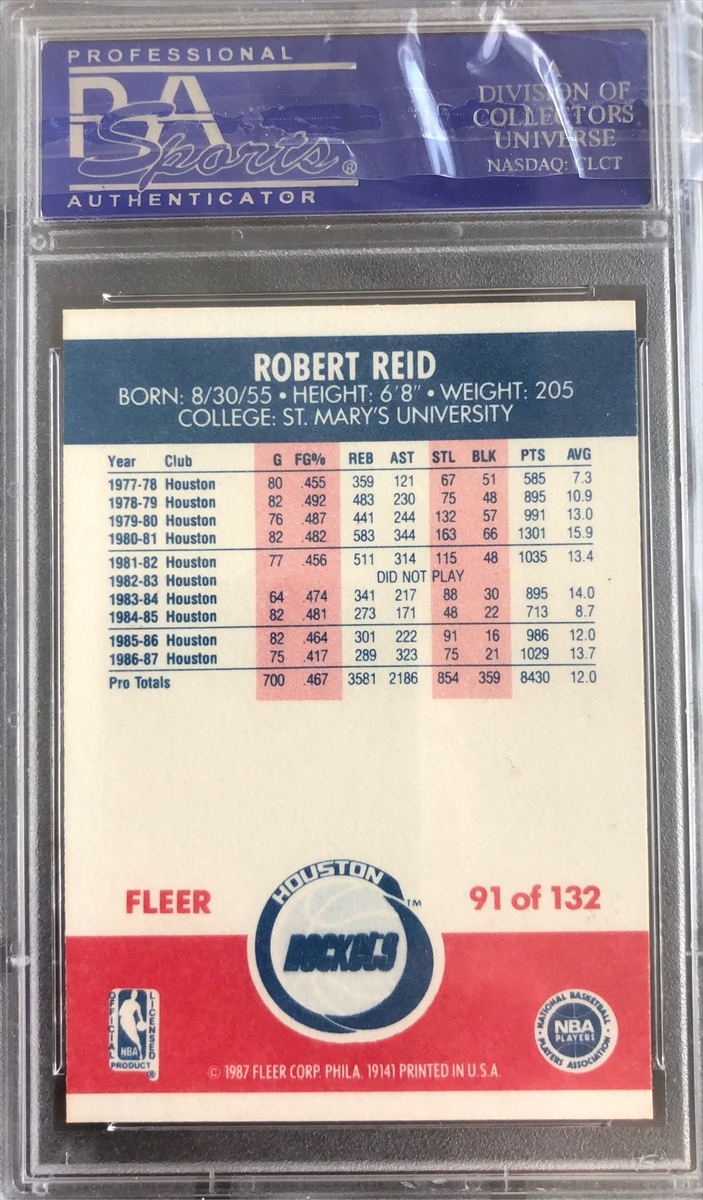 PROFESSIONAL
PSA
Sports®
AUTHENTICATOR
A
DIVISION OF
COLLECTORS
UNIVERSE
NASDAQ: CLCT
ROBERT REID
BORN: 8/30/55 • HEIGHT: 6'8" • WEIGHT: 205
COLLEGE: ST. MARY'S UNIVERSITY
Year Club G FG% REB AST STL BLK PTS AVG
1977-78 Houston 80 .455 359 121 67 51 585 7.3
1978-79 Houston 82 .492 483 230 75 48 895 10.9
1979-80 Houston 76 .487 441 244 132 57 991 13.0
1980-81 Houston 82 .482 583 344 163 66 1301 15.9
1981-82 Houston 77 .456 511 314 115 48 1035 13.4
1982-83 Houston DID NOT PLAY
1983-84 Houston 64 .474 341 217 88 30 895 14.0
1984-85 Houston 82 .481 273 171 48 22 713 8.7
1985-86 Houston 82 .464 301 222 91 16 986 12.0
1986-87 Houston 75 .417 289 323 75 21 1029 13.7
Pro Totals 700 .467 3581 2186 854 359 8430 12.0
FLEER
HOUSTON
ROCKETS
TM
91 of 132
OFFICIAL
LICENSED
NBA
PRODUCT
®
NATIONAL BASKETBALL
NBA
PLAYERS
PLAYERS ASSOCIATION
© 1987 FLEER CORP. PHILA. 19141 PRINTED IN U.S.A.